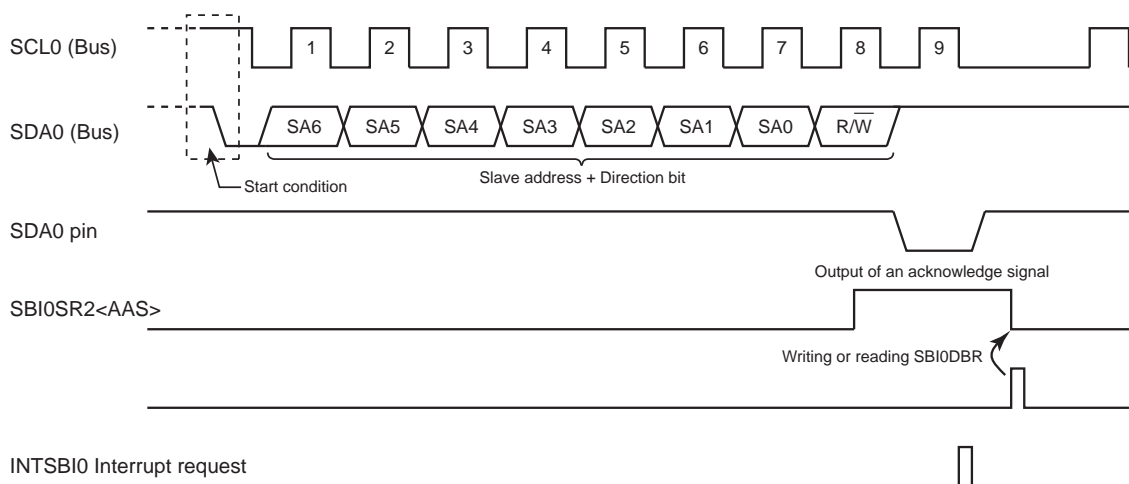 SCL0 (Bus)
1 2 3 4 5 6 7 8 9
SDA0 (Bus)
SA6 SA5 SA4 SA3 SA2 SA1 SA0 R/W̅
Start condition
Slave address + Direction bit
SDA0 pin
Output of an acknowledge signal
SBI0SR2<AAS>
Writing or reading SBI0DBR
INTSBI0 Interrupt request